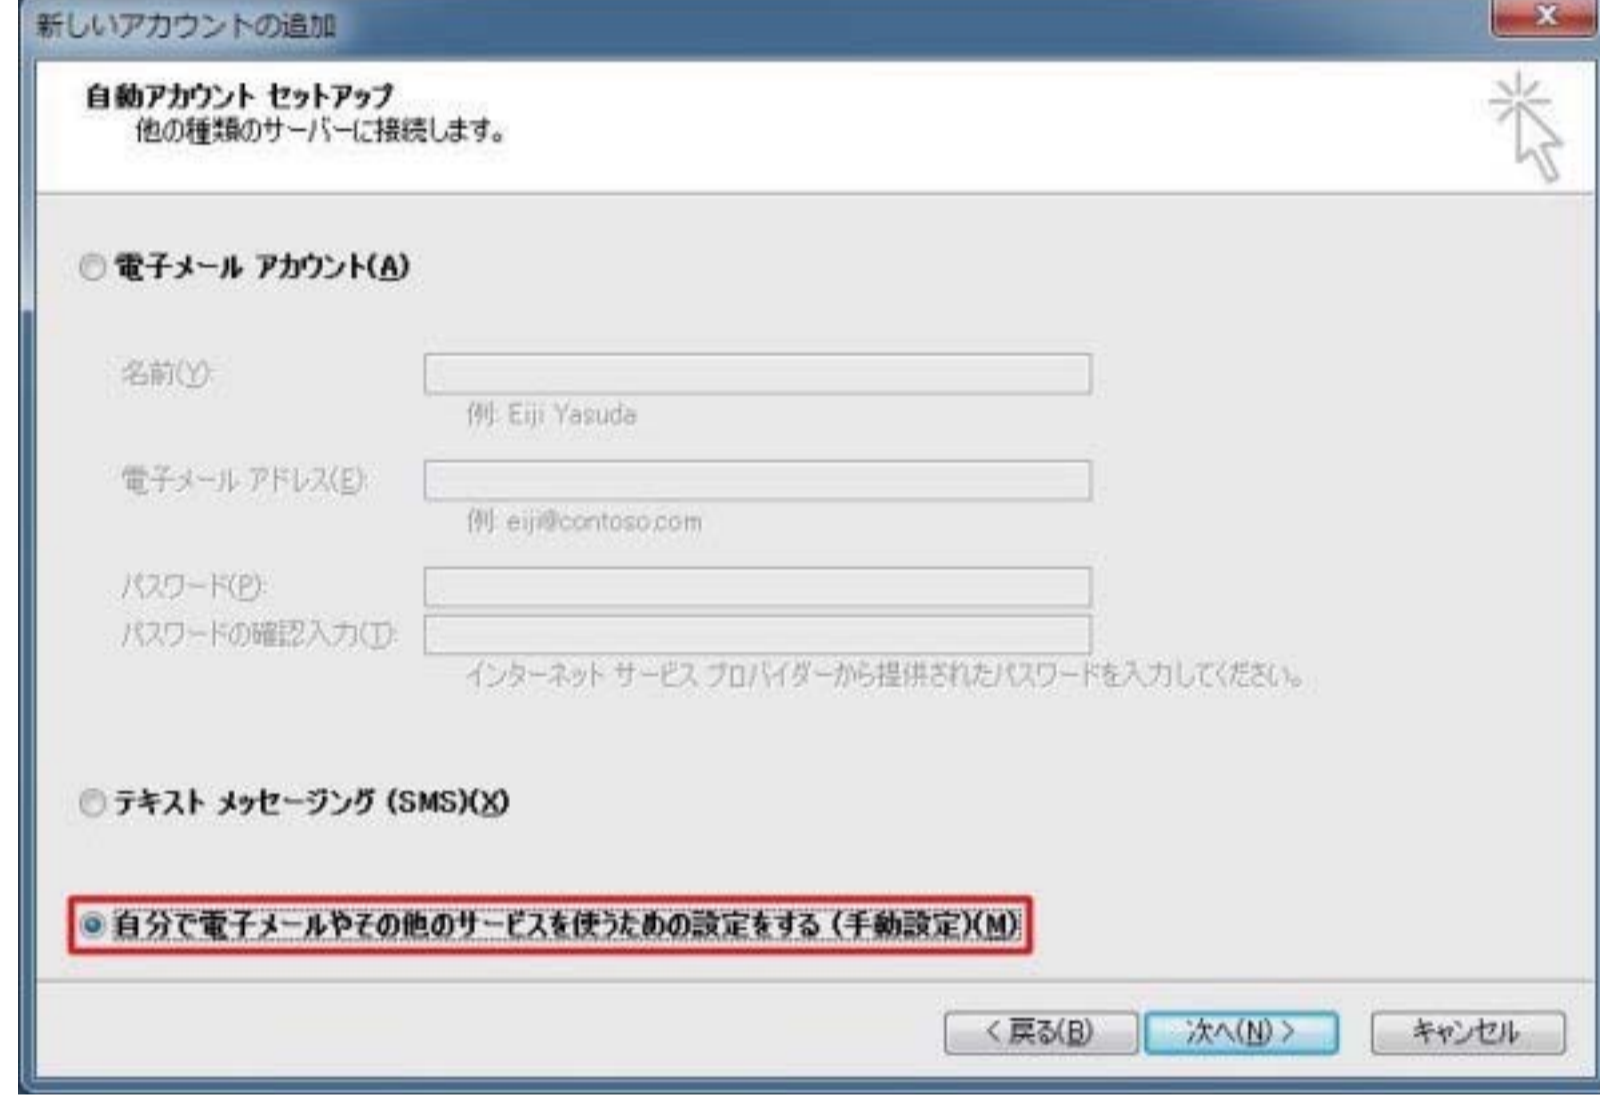 新しいアカウントの追加
自動アカウント セットアップ
他の種類のサーバーに接続します。
電子メール アカウント(A)
名前(Y):
例: Eiji Yasuda
電子メール アドレス(E):
例: eiji@contoso.com
パスワード(P):
パスワードの確認入力(T):
インターネット サービス プロバイダーから提供されたパスワードを入力してください。
テキスト メッセージング (SMS)(X)
自分で電子メールやその他のサービスを使うための設定をする (手動設定)(M)
< 戻る(B) 次へ(N) > キャンセル